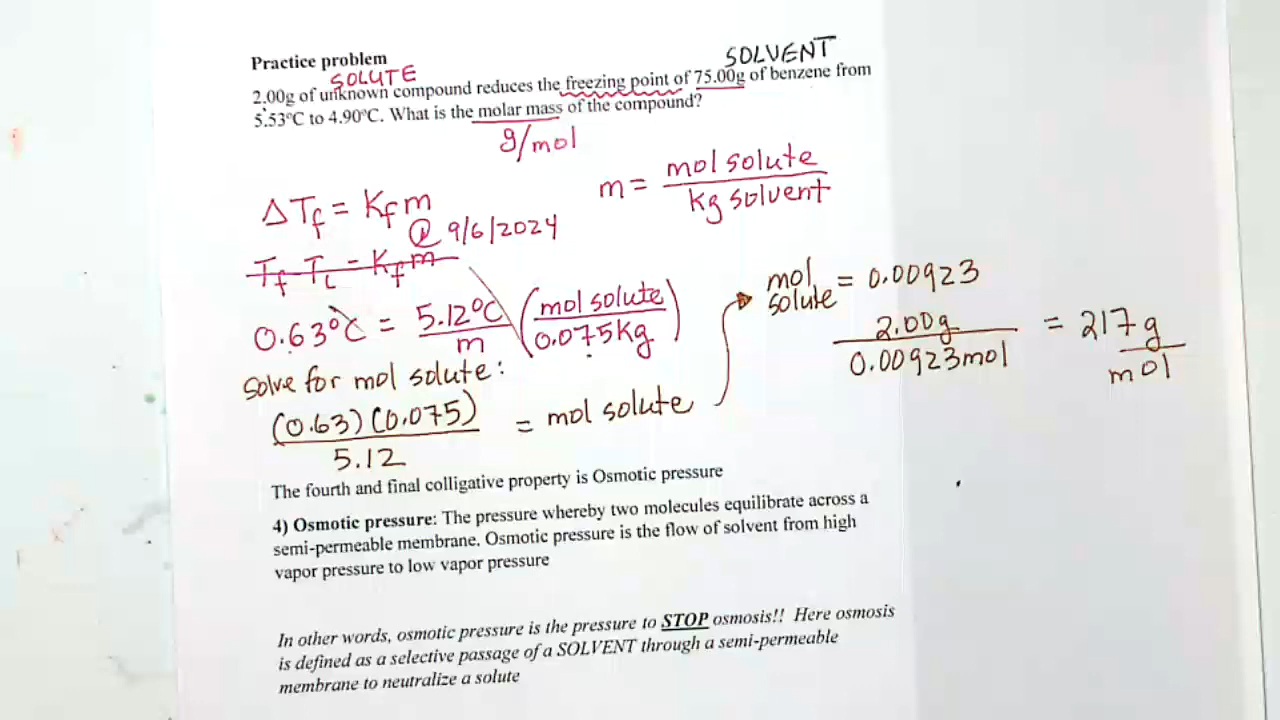 Practice problem
SOLUTE
SOLVENT
2.00g of unknown compound reduces the freezing point of 75.00g of benzene from
5.53ºC to 4.90ºC. What is the molar mass of the compound?
g/mol
m = mol solute / kg solvent
ΔTf = Kf m
@ 9/6/2024
Tf Ti = Kf m
0.63ºC = 5.12ºC / m (mol solute / 0.075kg)
solve for mol solute:
(0.63)(0.075) / 5.12 = mol solute
mol solute = 0.00923
2.00g / 0.00923mol = 217 g / mol
The fourth and final colligative property is Osmotic pressure
4) Osmotic pressure: The pressure whereby two molecules equilibrate across a
semi-permeable membrane. Osmotic pressure is the flow of solvent from high
vapor pressure to low vapor pressure
In other words, osmotic pressure is the pressure to STOP osmosis!! Here osmosis
is defined as a selective passage of a SOLVENT through a semi-permeable
membrane to neutralize a solute